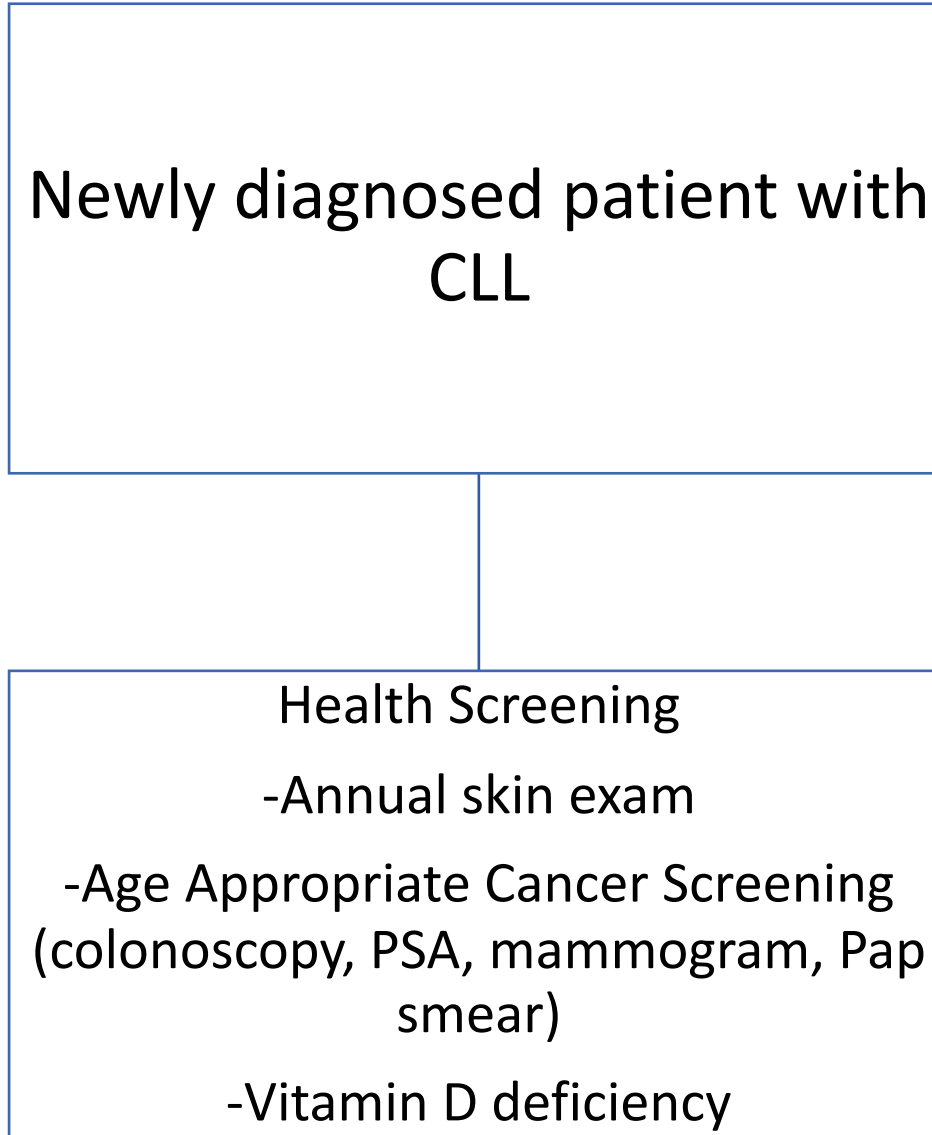 Newly diagnosed patient with
CLL
Health Screening
-Annual skin exam
-Age Appropriate Cancer Screening
(colonoscopy, PSA, mammogram, Pap
smear)
-Vitamin D deficiency